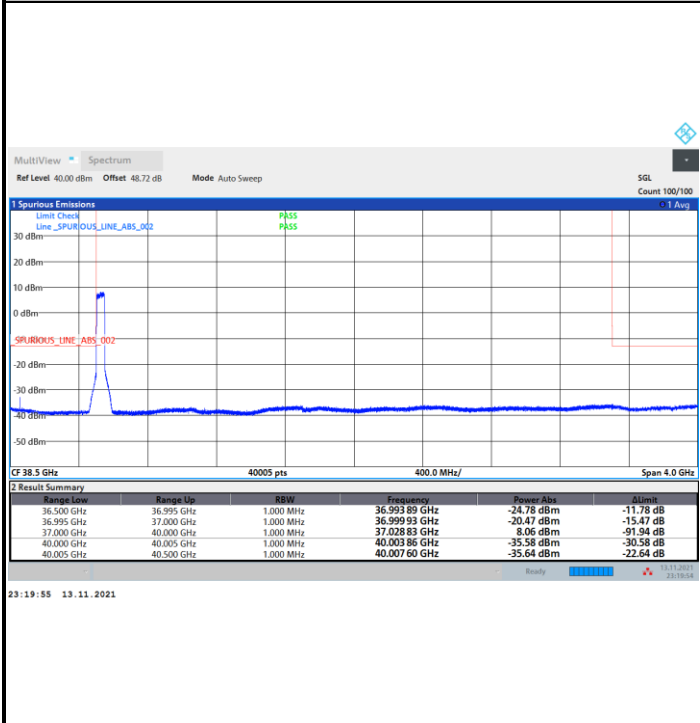 MultiView Spectrum
Ref Level 40.00 dBm Offset 48.72 dB Mode Auto Sweep SGL
Count 100/100
1 Spurious Emissions 1 Avg
Limit Check PASS
Line _SPURIOUS_LINE_ABS_002 PASS
30 dBm
20 dBm
10 dBm
0 dBm
_SPURIOUS_LINE_ABS_002
-20 dBm
-30 dBm
-40 dBm
-50 dBm
CF 38.5 GHz 40005 pts 400.0 MHz/ Span 4.0 GHz
2 Result Summary
Range Low Range Up RBW Frequency Power Abs ΔLimit
36.500 GHz 36.995 GHz 1.000 MHz 36.993 89 GHz -24.78 dBm -11.78 dB
36.995 GHz 37.000 GHz 1.000 MHz 36.999 93 GHz -20.47 dBm -15.47 dB
37.000 GHz 40.000 GHz 1.000 MHz 37.028 83 GHz 8.06 dBm -91.94 dB
40.000 GHz 40.005 GHz 1.000 MHz 40.003 86 GHz -35.58 dBm -30.58 dB
40.005 GHz 40.500 GHz 1.000 MHz 40.007 60 GHz -35.64 dBm -22.64 dB
Ready 13.11.2021
23:19:54
23:19:55 13.11.2021